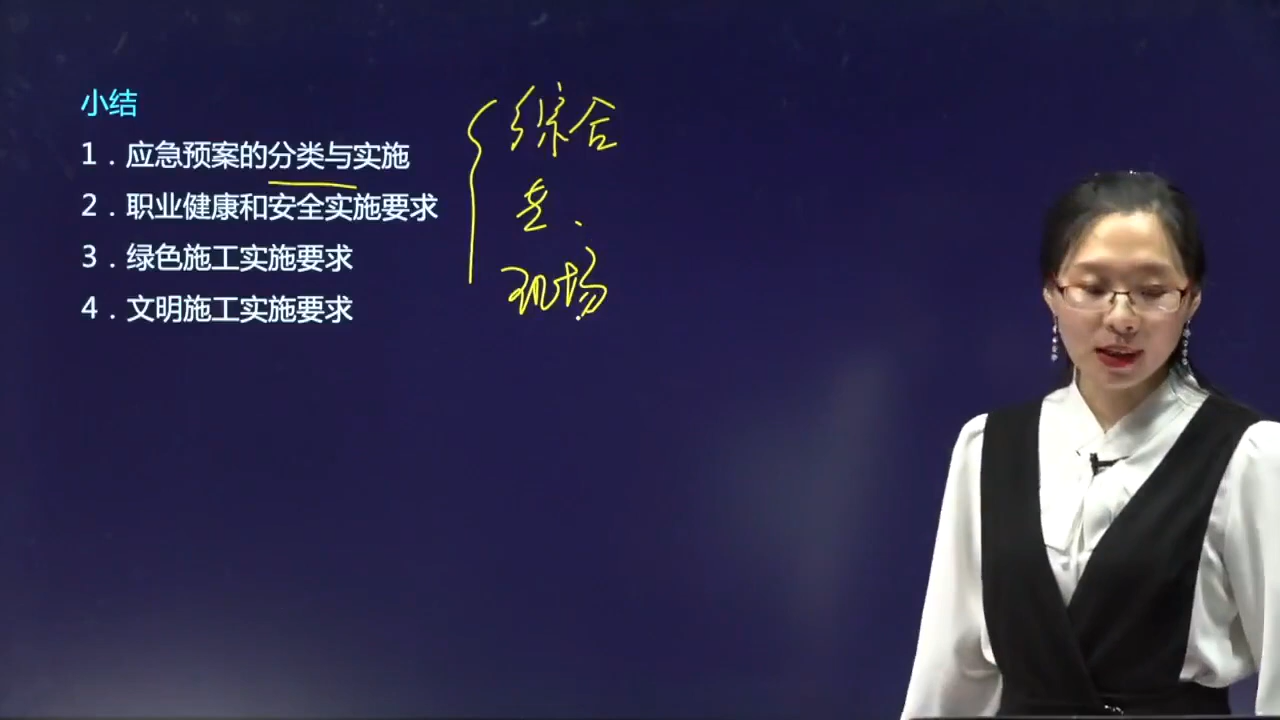 小结
1．应急预案的分类与实施
2．职业健康和安全实施要求
3．绿色施工实施要求
4．文明施工实施要求
综合
现场